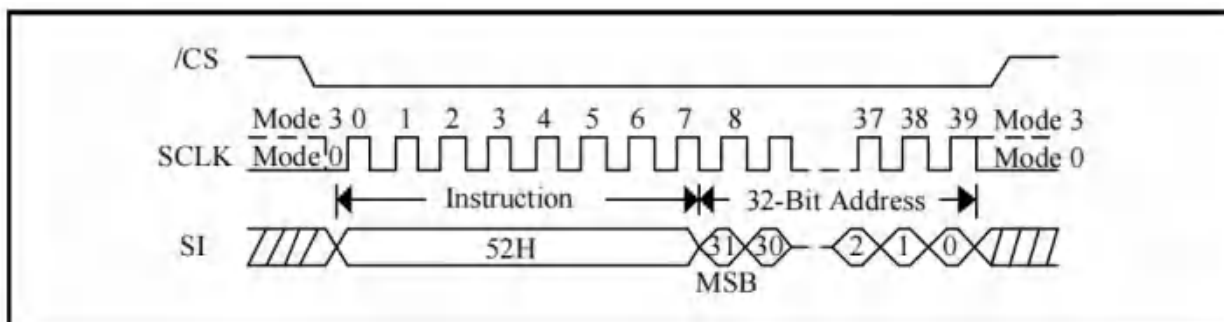 /CS
Mode 3 0 1 2 3 4 5 6 7 8 37 38 39 Mode 3
SCLK Mode 0 Mode 0
Instruction 32-Bit Address
SI 52H 31 30 2 1 0
MSB